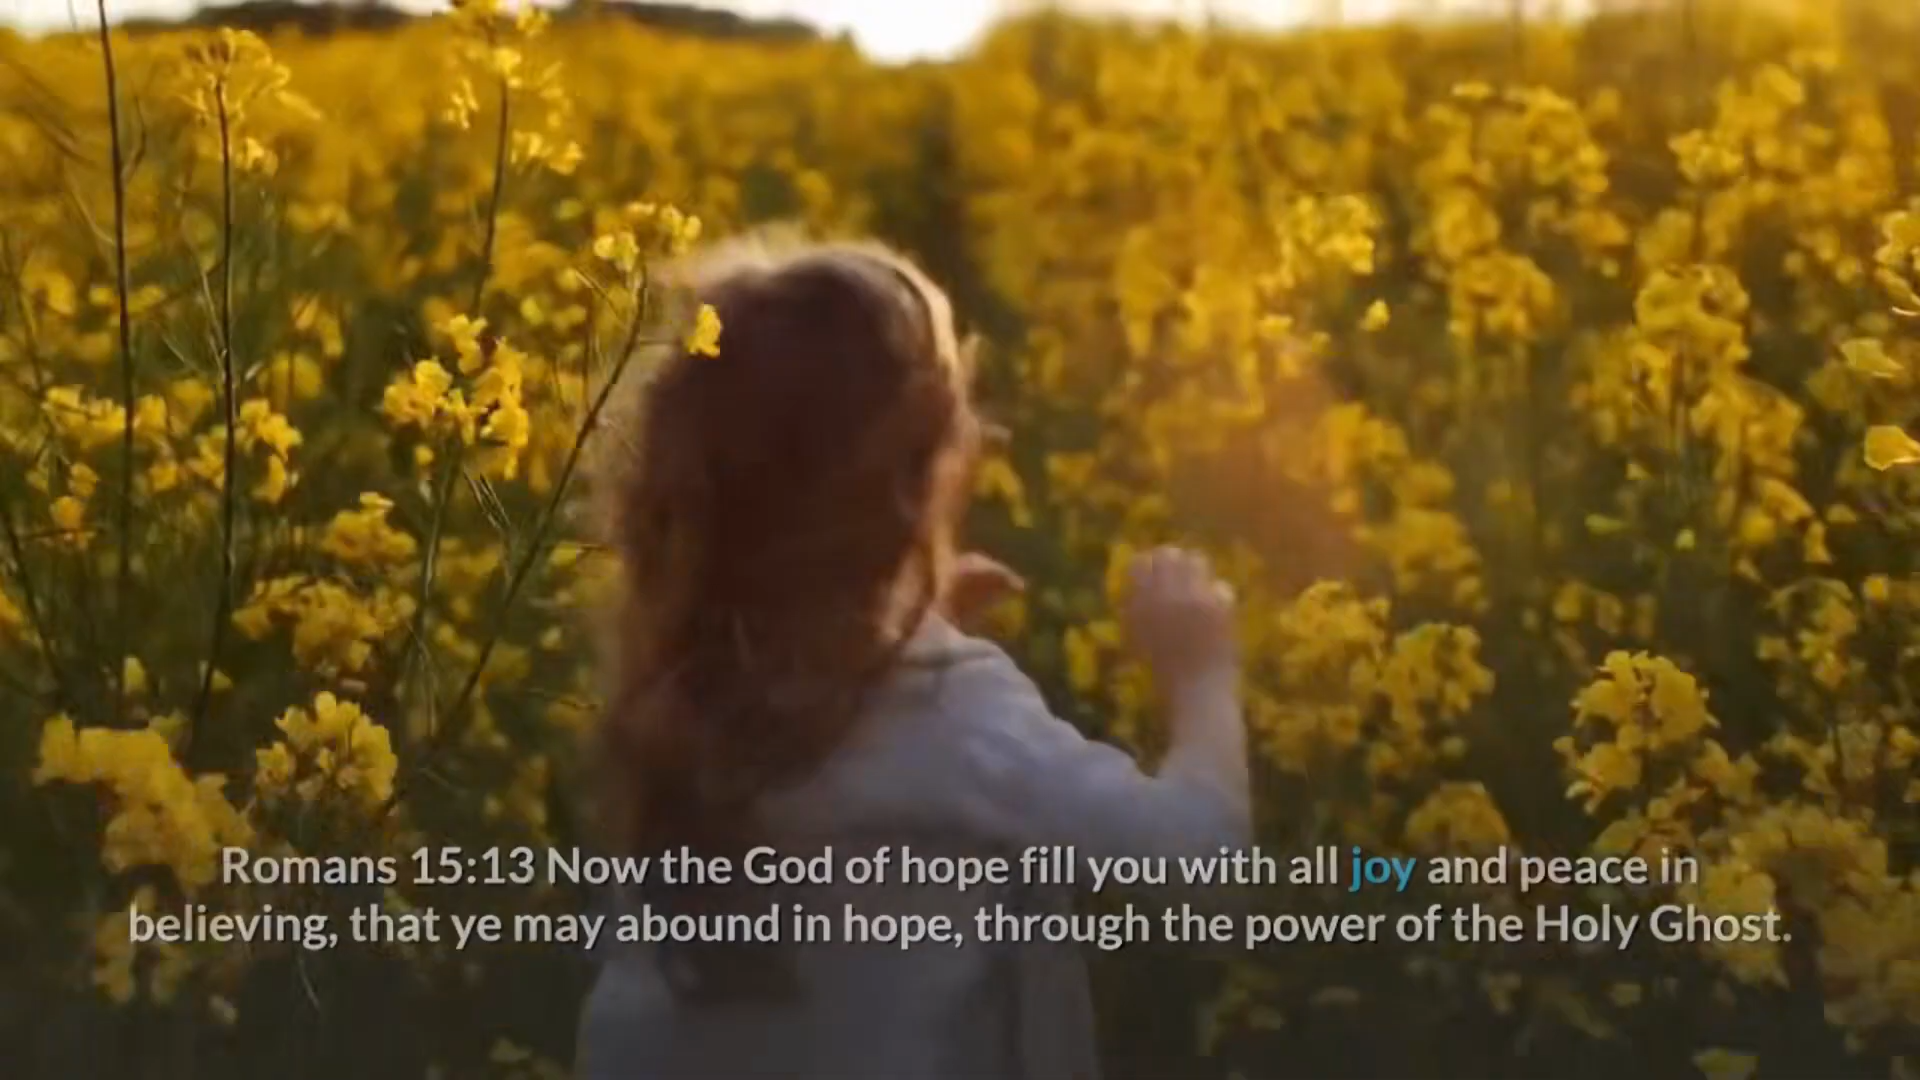 Romans 15:13 Now the God of hope fill you with all joy and peace in
believing, that ye may abound in hope, through the power of the Holy Ghost.